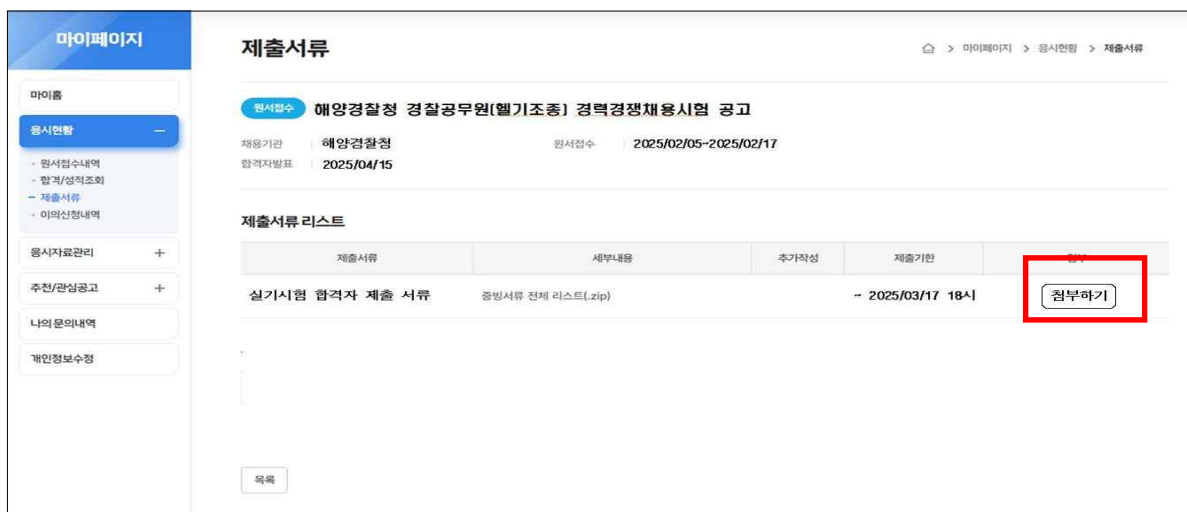 마이페이지
마이홈
응시현황
- 원서접수내역
- 합격/성적조회
- 제출서류
- 이의신청내역
응시자료관리 +
추천/관심공고 +
나의 문의내역
개인정보수정
제출서류
> 마이페이지 > 응시현황 > 제출서류
원서접수 해양경찰청 경찰공무원(헬기조종) 경력경쟁채용시험 공고
채용기관 해양경찰청 원서접수 2025/02/05~2025/02/17
합격자발표 2025/04/15
제출서류 리스트
제출서류 세부내용 추가작성 제출기한
실기시험 합격자 제출 서류 증빙서류 전체 리스트(.zip) ~ 2025/03/17 18시 첨부하기
목록